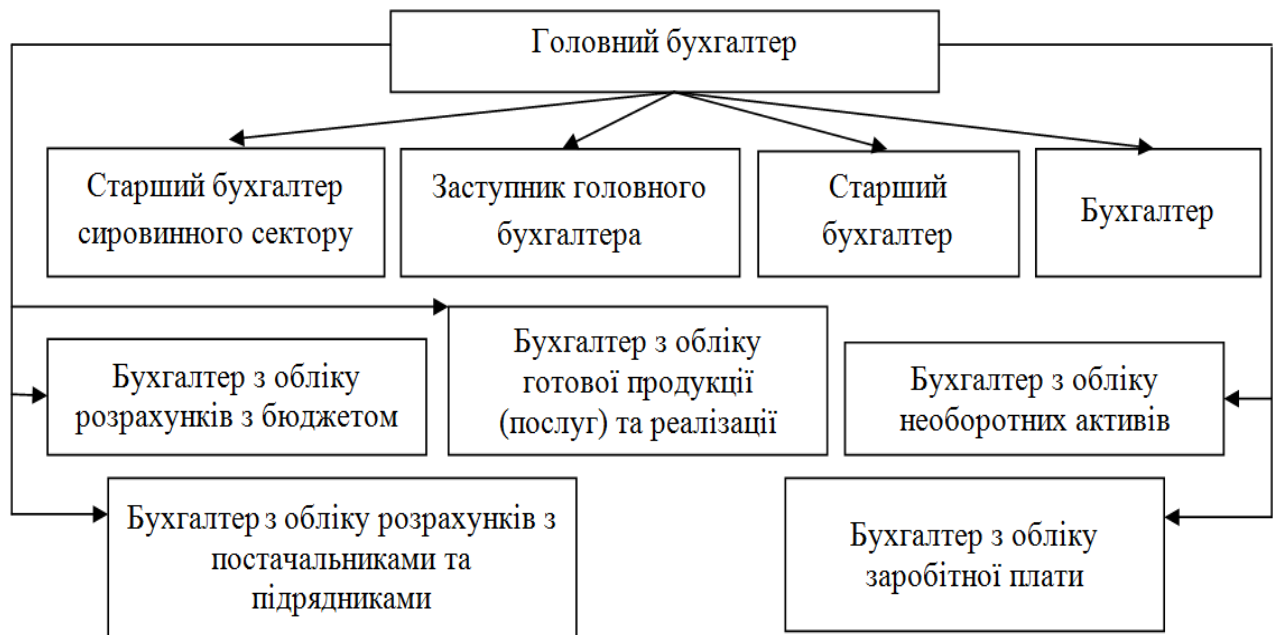 Головний бухгалтер
Старший бухгалтер
сировинного сектору
Заступник головного
бухгалтера
Старший
бухгалтер
Бухгалтер
Бухгалтер з обліку
розрахунків з бюджетом
Бухгалтер з обліку
готової продукції
(послуг) та реалізації
Бухгалтер з обліку
необоротних активів
Бухгалтер з обліку розрахунків з
постачальниками та
підрядниками
Бухгалтер з обліку
заробітної плати